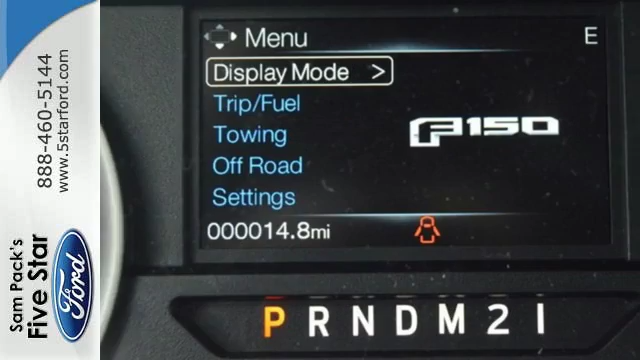 888-460-5144
www.5starford.com
Sam Pack's
Five Star
Ford
Menu
E
Display Mode >
Trip/Fuel
Towing
Off Road
Settings
F150
000014.8mi
P R N D M 2 1